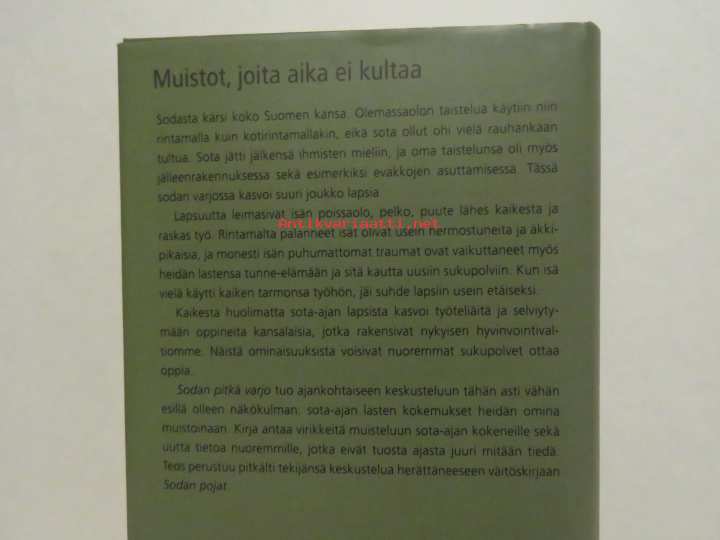 Muistot, joita aika ei kultaa
Sodasta kärsi koko Suomen kansa. Olemassaolon taistelua käytiin niin
rintamalla kuin kotirintamallakin, eikä sota ollut ohi vielä rauhankaan
tultua. Sota jätti jälkensä ihmisten mieliin, ja oma taistelunsa oli myös
jälleenrakennuksessa sekä esimerkiksi evakkojen asuttamisessa. Tässä
sodan varjossa kasvoi suuri joukko lapsia.
Lapsuutta leimasivat isän poissaolo, pelko, puute lähes kaikesta ja
Antikvariaatti.net
raskas työ. Rintamalta palanneet isät olivat usein hermostuneita ja äkki-
pikaisia, ja monesti isän puhumattomat traumat ovat vaikuttaneet myös
heidän lastensa tunne-elämään ja sitä kautta uusiin sukupolviin. Kun isä
vielä käytti kaiken tarmonsa työhön, jäi suhde lapsiin usein etäiseksi.
Kaikesta huolimatta sota-ajan lapsista kasvoi työteliäitä ja selviyty-
mään oppineita kansalaisia, jotka rakensivat nykyisen hyvinvointival-
tiomme. Näistä ominaisuuksista voisivat nuoremmat sukupolvet ottaa
oppia.
Sodan pitkä varjo tuo ajankohtaiseen keskusteluun tähän asti vähän
esillä olleen näkökulman: sota-ajan lasten kokemukset heidän omina
muistoinaan. Kirja antaa virikkeitä muisteluun sota-ajan kokeneille sekä
uutta tietoa nuoremmille, jotka eivät tuosta ajasta juuri mitään tiedä.
Teos perustuu pitkälti tekijänsä keskustelua herättäneeseen väitöskirjaan
Sodan pojat.